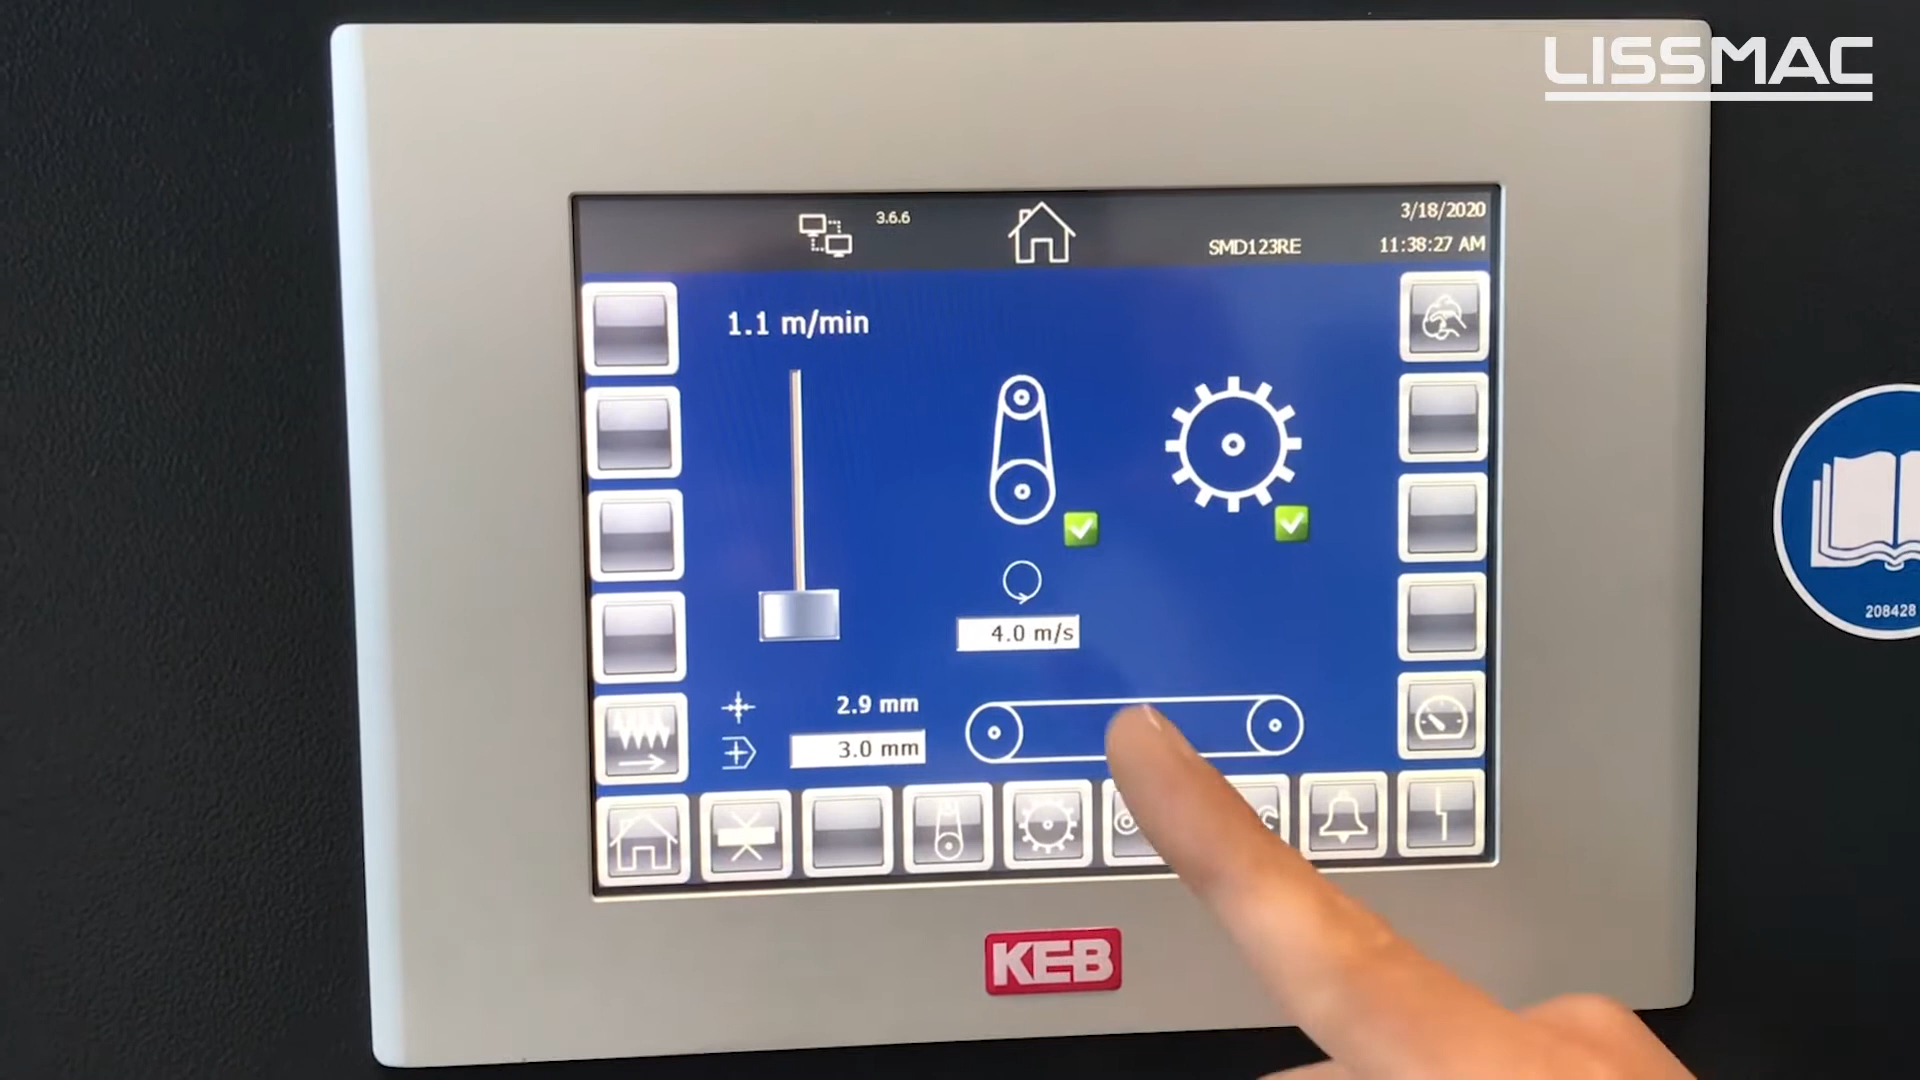 LISSMAC
3.6.6
3/18/2020
SMD123RE
11:38:27 AM
1.1 m/min
4.0 m/s
2.9 mm
3.0 mm
208428
KEB